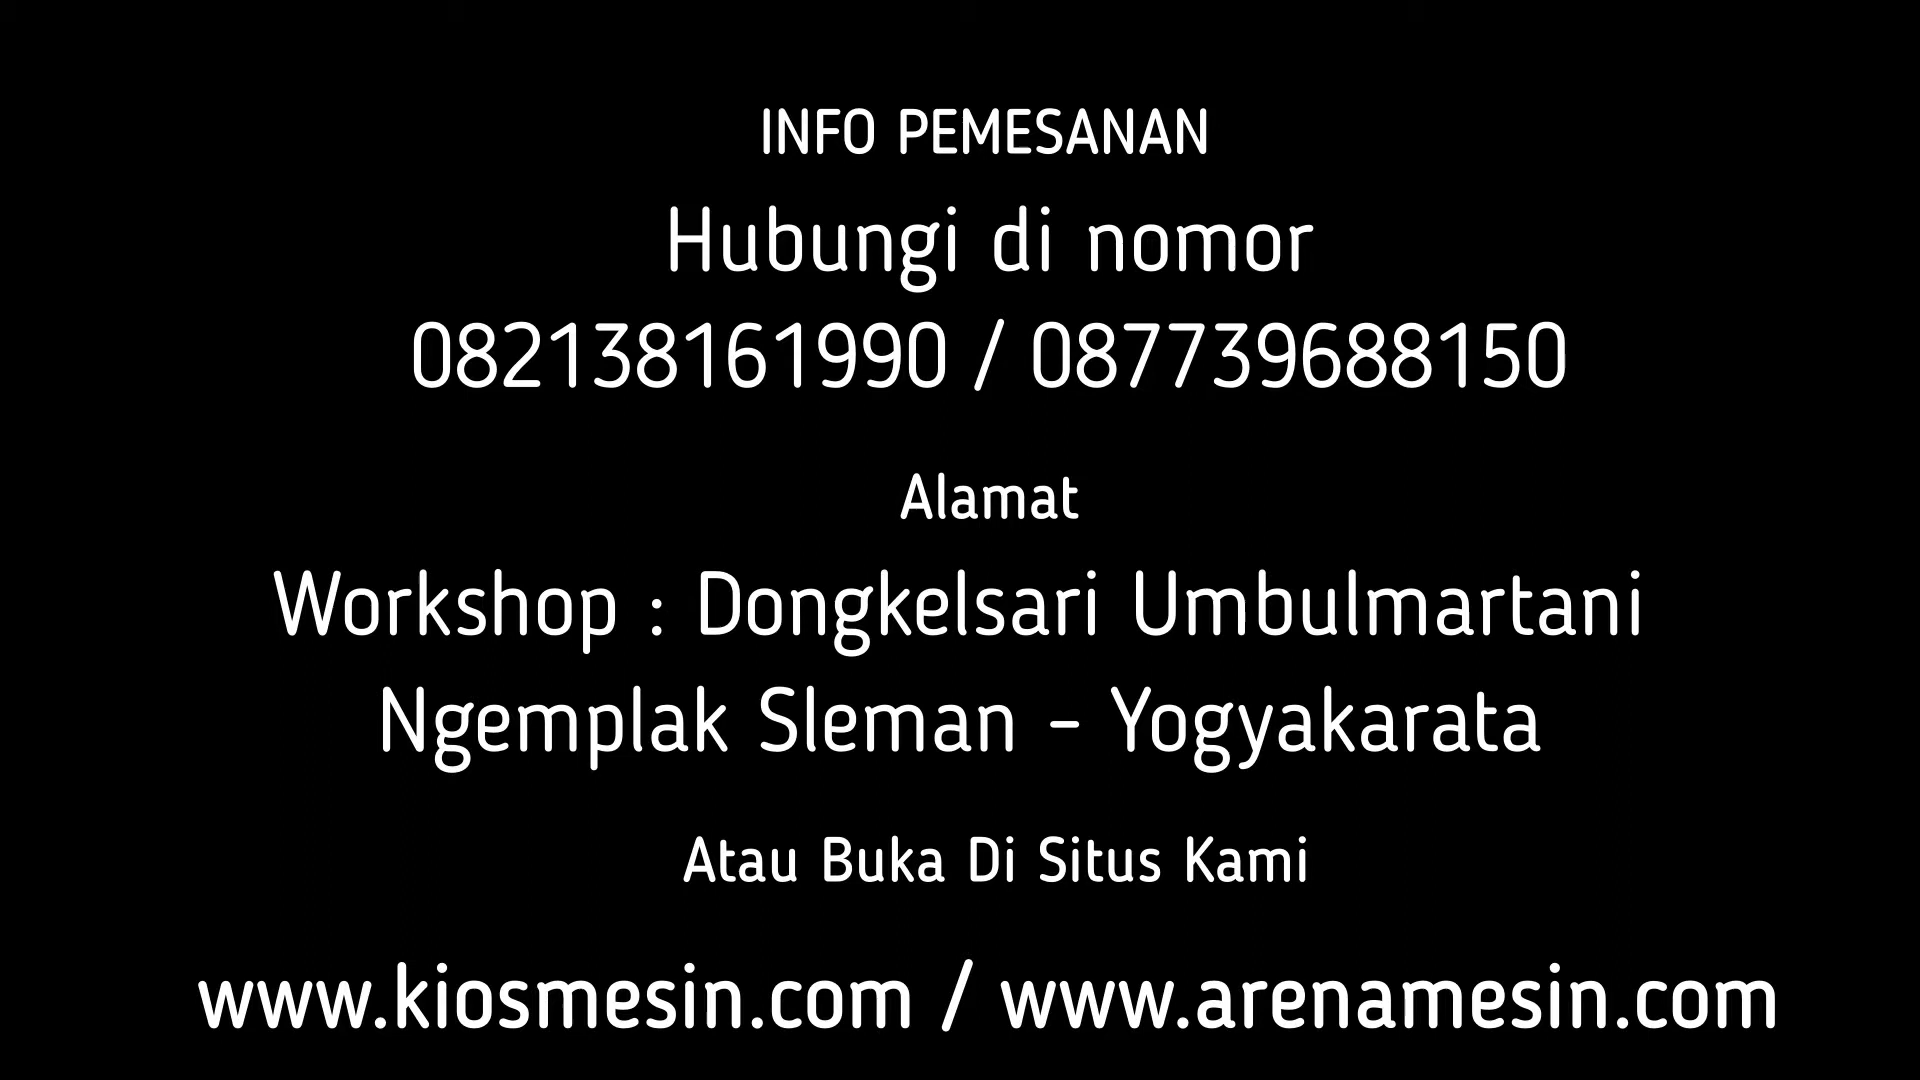 INFO PEMESANAN
Hubungi di nomor
082138161990 / 087739688150
Alamat
Workshop : Dongkelsari Umbulmartani
Ngemplak Sleman - Yogyakarata
Atau Buka Di Situs Kami
www.kiosmesin.com / www.arenamesin.com